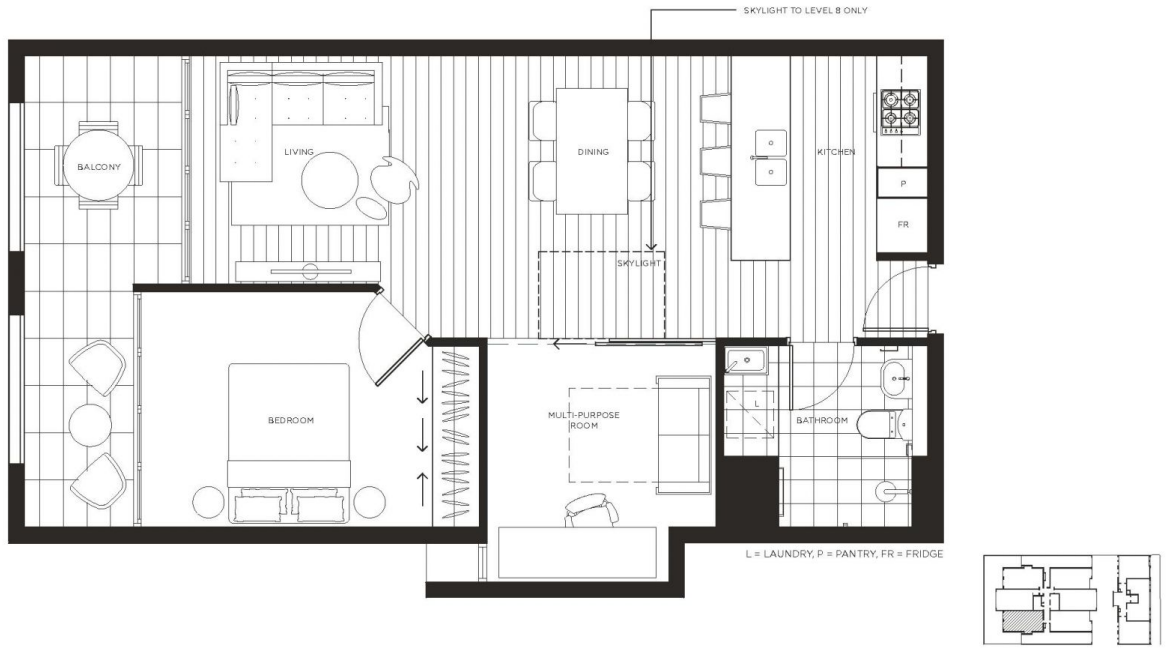 SKYLIGHT TO LEVEL 8 ONLY
BALCONY
LIVING
DINING
KITCHEN
P
FR
SKYLIGHT
BEDROOM
MULTI-PURPOSE
ROOM
L
BATHROOM
L = LAUNDRY, P = PANTRY, FR = FRIDGE